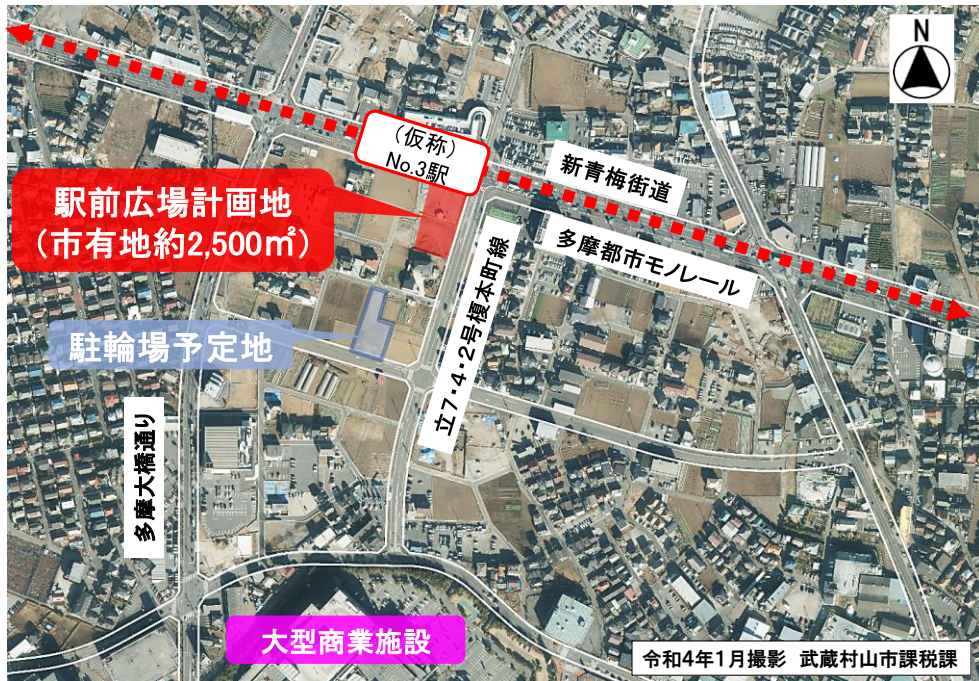 N
(仮称)
No.3駅
新青梅街道
駅前広場計画地
(市有地約2,500㎡)
多摩都市モノレール
立7・4・2号榎本町線
駐輪場予定地
多摩大橋通り
大型商業施設
令和4年1月撮影 武蔵村山市課税課